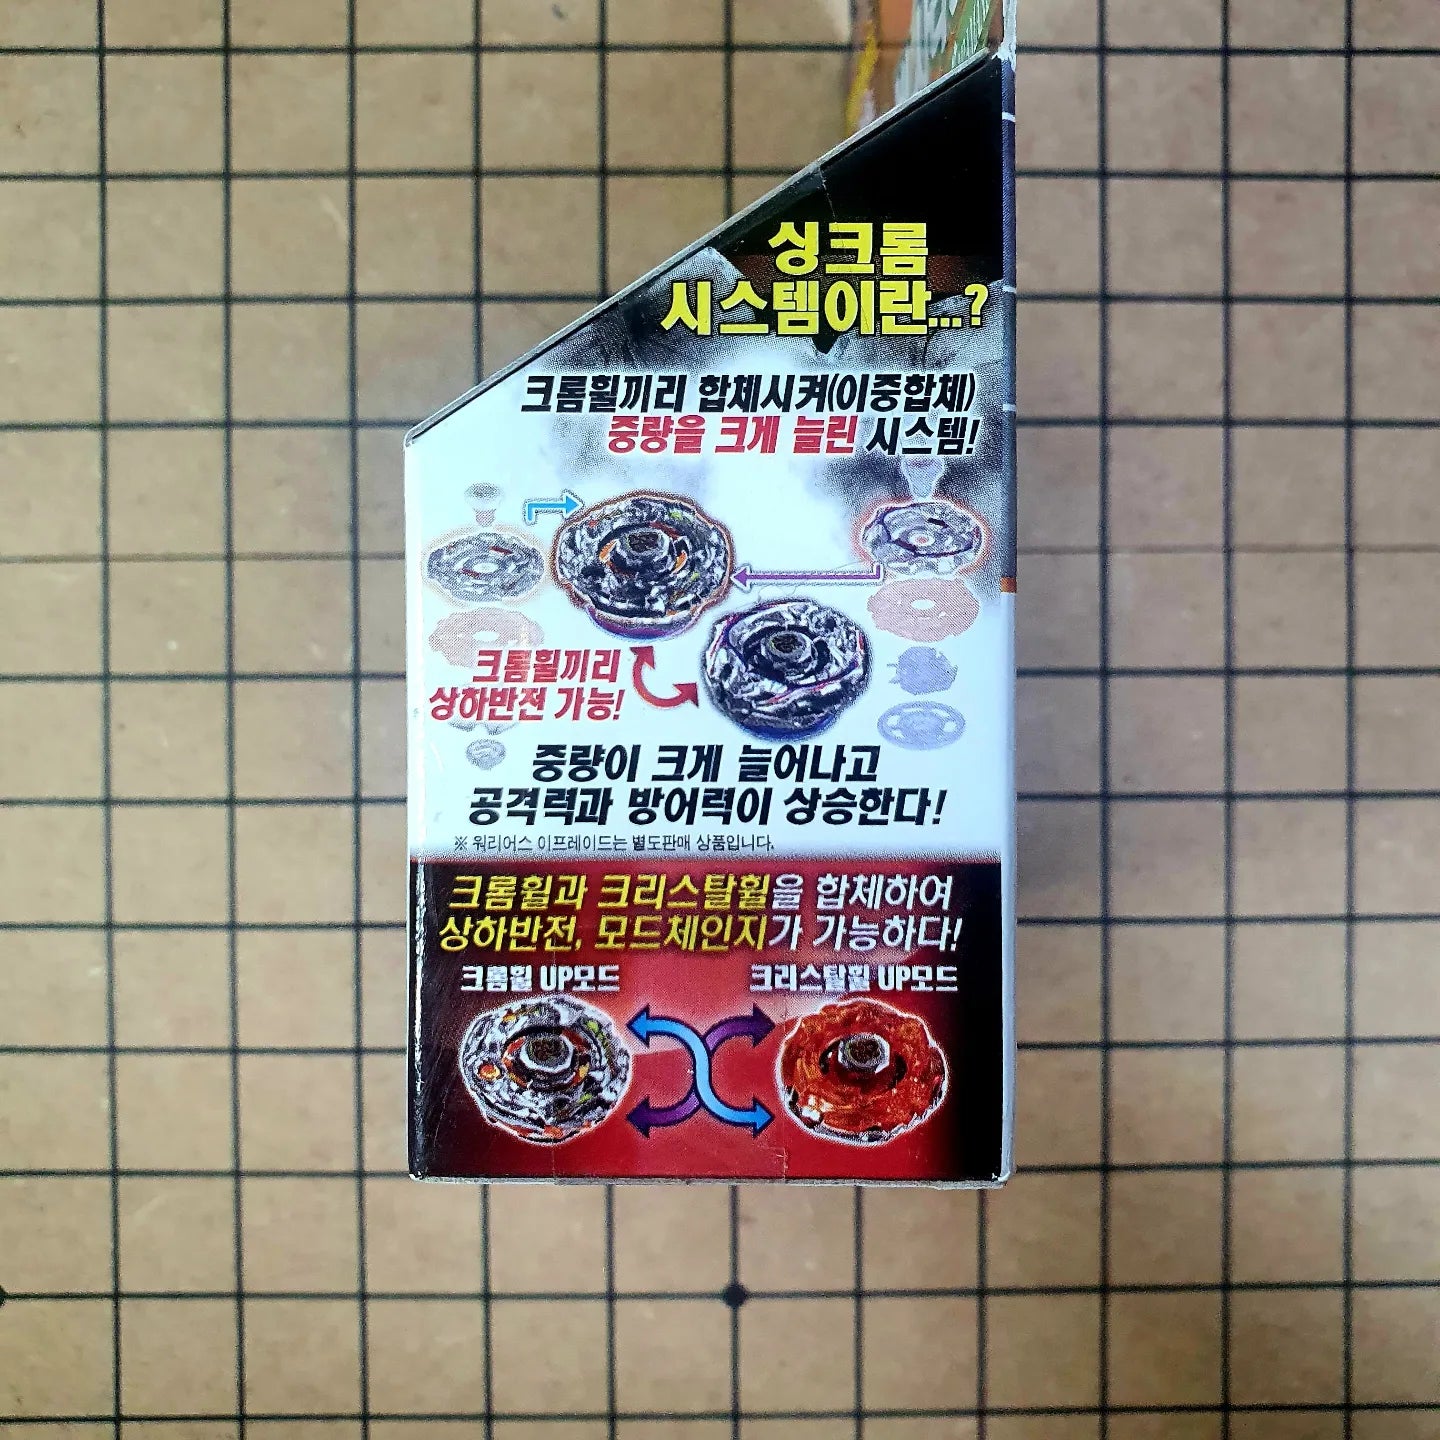 싱크롬
시스템이란...?
크롬휠끼리 합체시켜(이중합체)
중량을 크게 늘린 시스템!
크롬휠끼리
상하반전 가능!
중량이 크게 늘어나고
공격력과 방어력이 상승한다!
※ 워리어스 이프레이드는 별도판매 상품입니다.
크롬휠과 크리스탈휠을 합체하여
상하반전, 모드체인지가 가능하다!
크롬휠 UP모드
크리스탈휠 UP모드